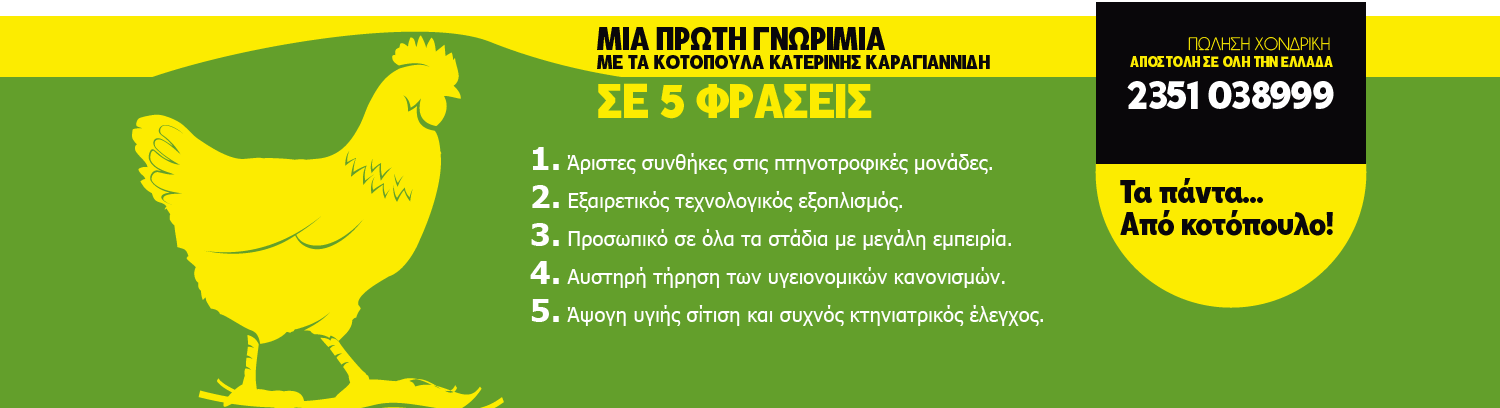 ΜΙΑ ΠΡΩΤΗ ΓΝΩΡΙΜΙΑ
ΜΕ ΤΑ ΚΟΤΟΠΟΥΛΑ ΚΑΤΕΡΙΝΗΣ ΚΑΡΑΓΙΑΝΝΙΔΗ
ΣΕ 5 ΦΡΑΣΕΙΣ
1. Άριστες συνθήκες στις πτηνοτροφικές μονάδες.
2. Εξαιρετικός τεχνολογικός εξοπλισμός.
3. Προσωπικό σε όλα τα στάδια με μεγάλη εμπειρία.
4. Αυστηρή τήρηση των υγειονομικών κανονισμών.
5. Άψογη υγιής σίτιση και συχνός κτηνιατρικός έλεγχος.
ΠΩΛΗΣΗ ΧΟΝΔΡΙΚΗ
ΑΠΟΣΤΟΛΗ ΣΕ ΟΛΗ ΤΗΝ ΕΛΛΑΔΑ
2351 038999
Τα πάντα...
Από κοτόπουλο!